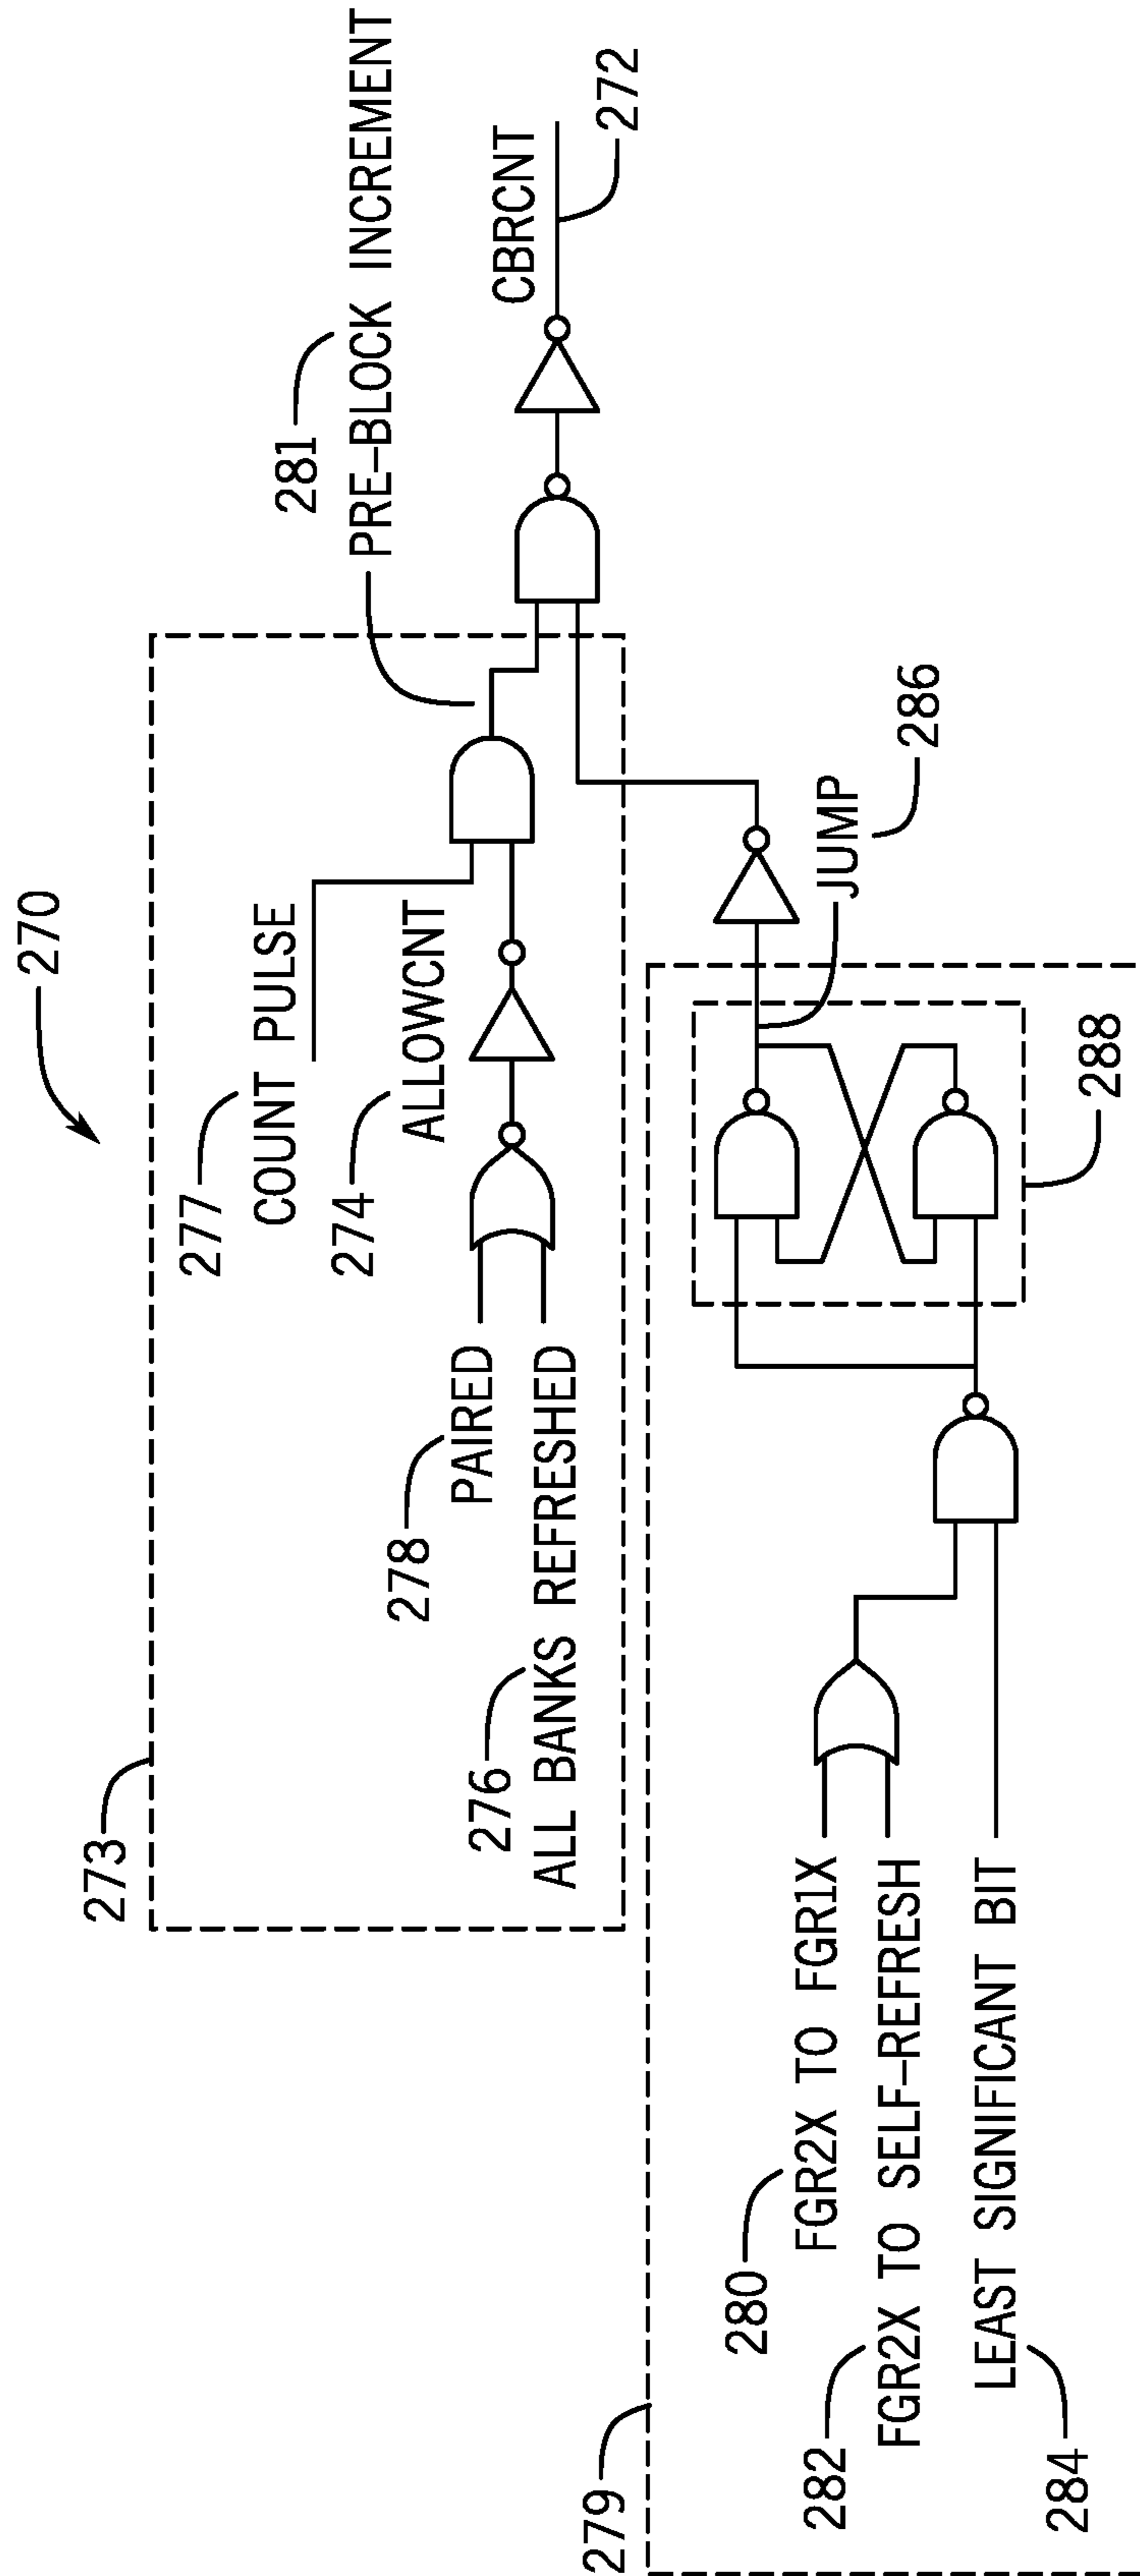 270
273
277
COUNT PULSE
274
ALLOWCNT
278
PAIRED
276
ALL BANKS REFRESHED
281
PRE-BLOCK INCREMENT
CBRCNT
272
279
280
FGR2X TO FGR1X
282
FGR2X TO SELF-REFRESH
LEAST SIGNIFICANT BIT
284
JUMP
286
288